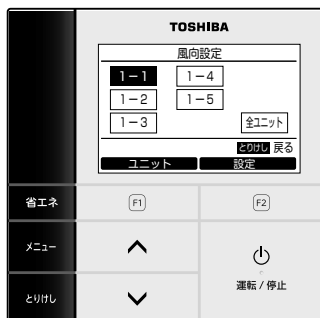 TOSHIBA
風向設定
1－1 1－4
1－2 1－5
1－3 全ユニット
とりけし 戻る
ユニット 設定
省エネ F1 F2
メニュー
運転 / 停止
とりけし